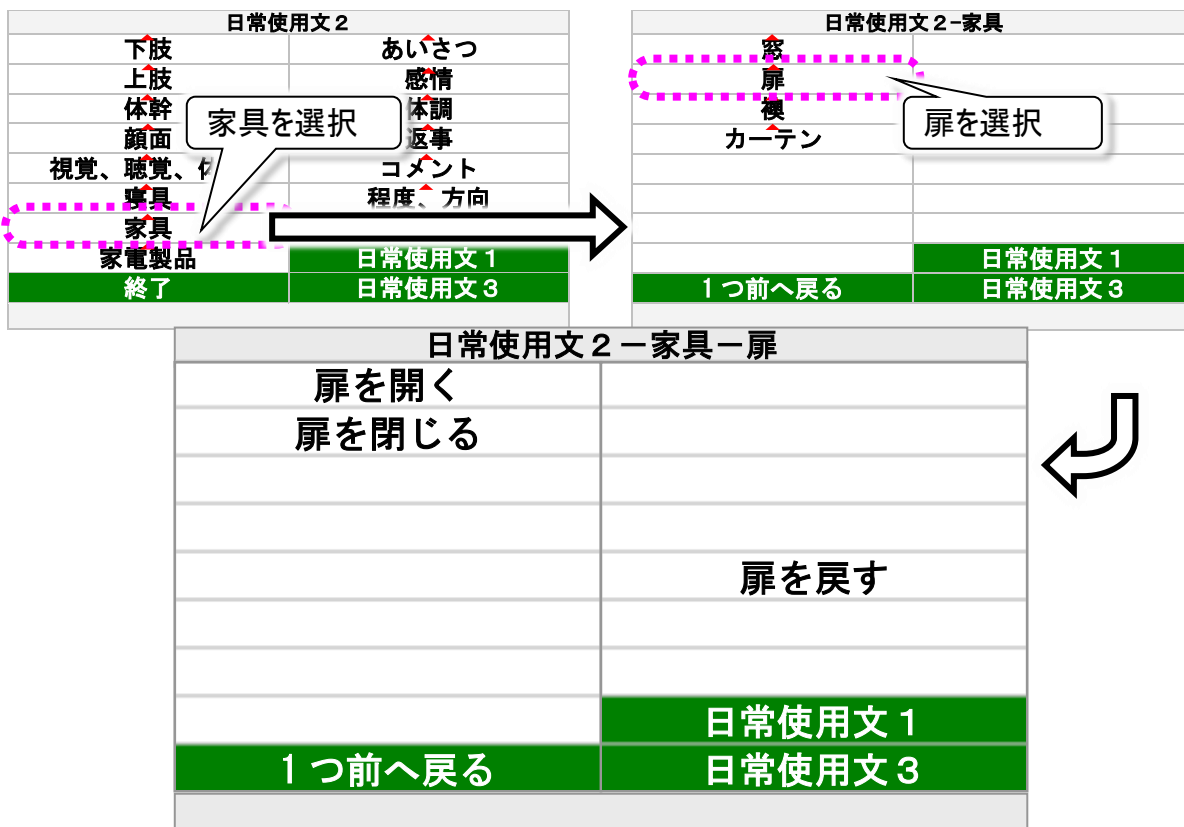 日常使用文２
下肢 あいさつ
上肢 感情
体幹 体調
顔面 返事
視覚、聴覚、 コメント
寝具 程度、方向
家具
家電製品 日常使用文１
終了 日常使用文３
家具を選択
日常使用文２-家具
窓
扉
襖
カーテン
日常使用文１
１つ前へ戻る 日常使用文３
扉を選択
日常使用文２－家具－扉
扉を開く
扉を閉じる
扉を戻す
日常使用文１
１つ前へ戻る 日常使用文３